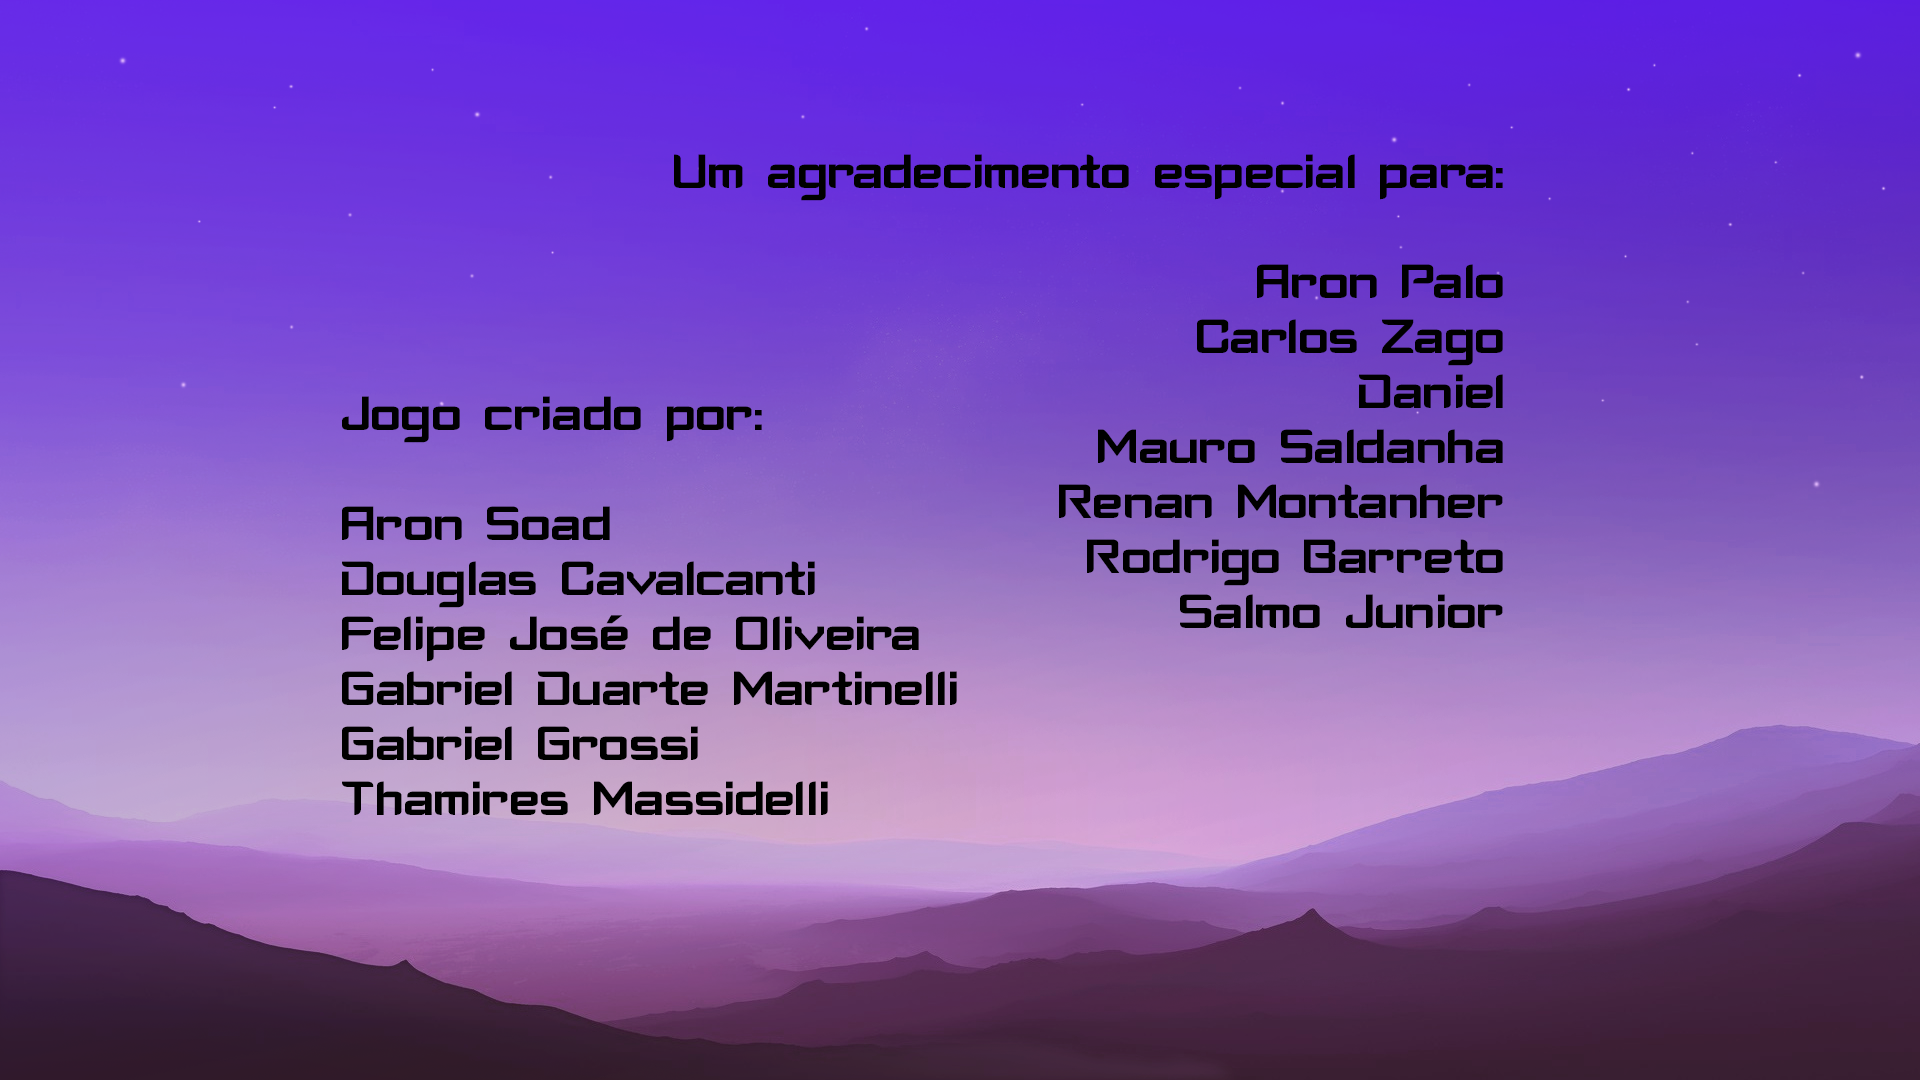 Um agradecimento especial para:
Aron Palo
Carlos Zago
Daniel
Mauro Saldanha
Renan Montanher
Rodrigo Barreto
Salmo Junior
Jogo criado por:
Aron Soad
Douglas Cavalcanti
Felipe José de Oliveira
Gabriel Duarte Martinelli
Gabriel Grossi
Thamires Massidelli